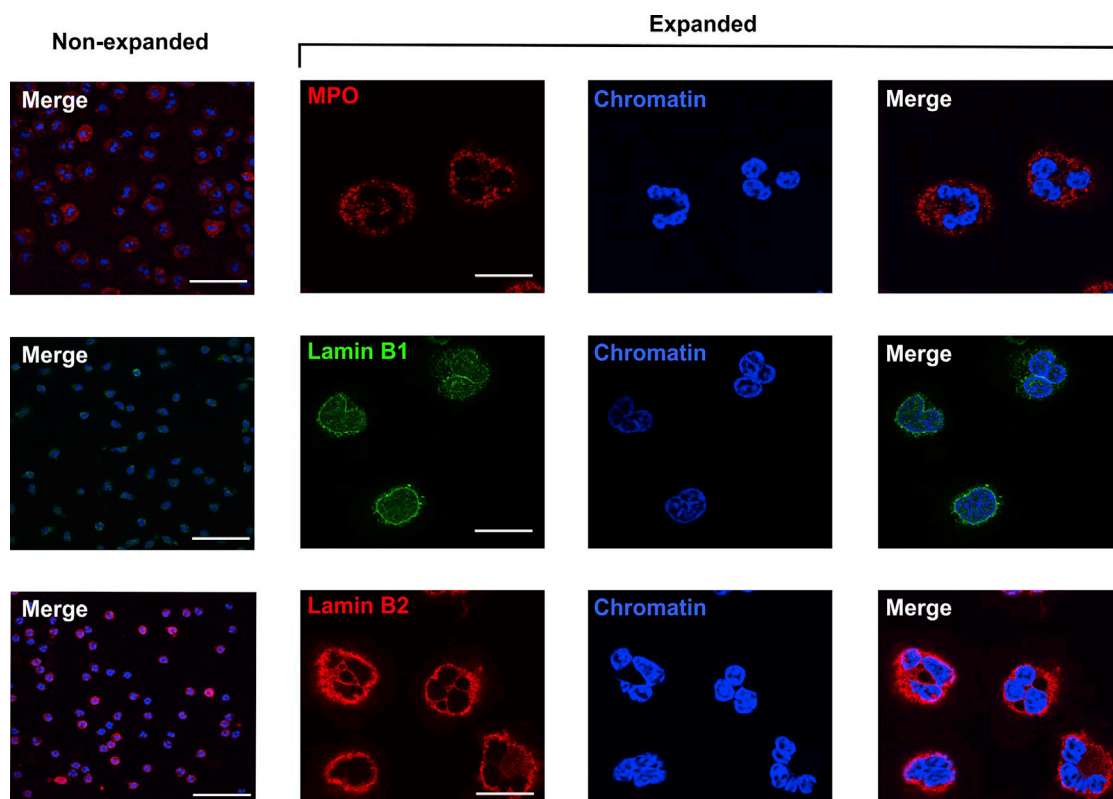 Non-expanded
Expanded
Merge
MPO
Chromatin
Merge
Merge
Lamin B1
Chromatin
Merge
Merge
Lamin B2
Chromatin
Merge